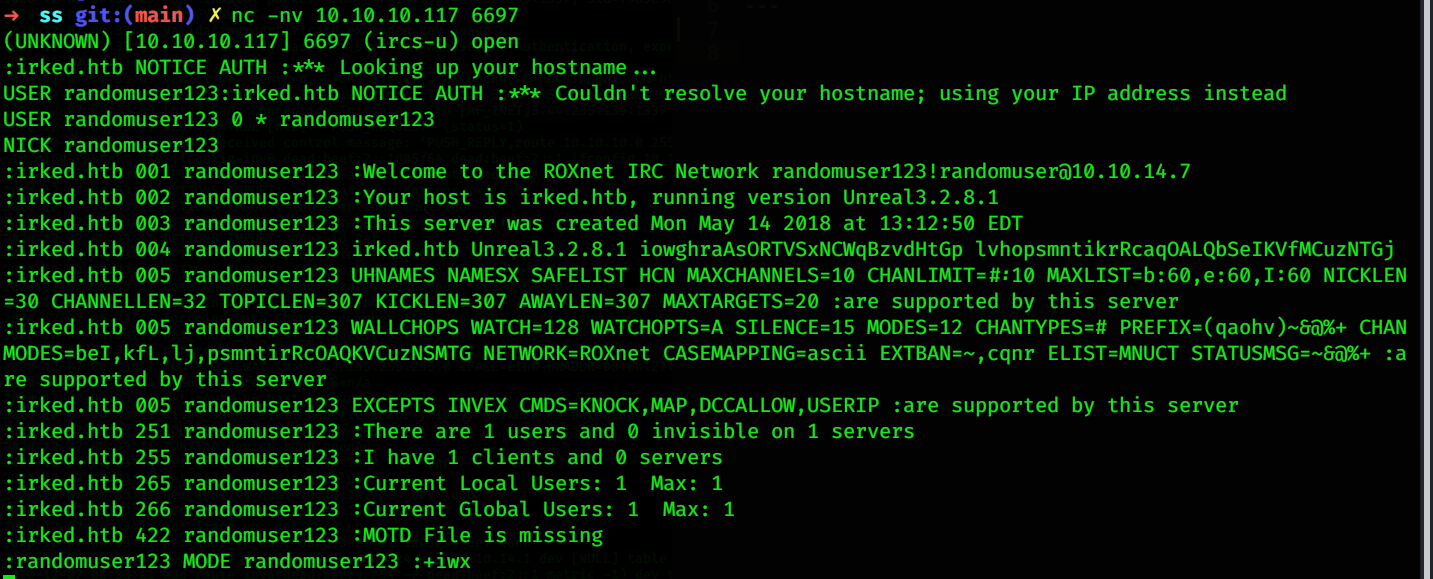 → ss git:(main) ✗ nc -nv 10.10.10.117 6697
(UNKNOWN) [10.10.10.117] 6697 (ircs-u) open
:irked.htb NOTICE AUTH :*** Looking up your hostname...
USER randomuser123:irked.htb NOTICE AUTH :*** Couldn't resolve your hostname; using your IP address instead
USER randomuser123 0 * randomuser123
NICK randomuser123
:irked.htb 001 randomuser123 :Welcome to the ROXnet IRC Network randomuser123!randomuser@10.10.14.7
:irked.htb 002 randomuser123 :Your host is irked.htb, running version Unreal3.2.8.1
:irked.htb 003 randomuser123 :This server was created Mon May 14 2018 at 13:12:50 EDT
:irked.htb 004 randomuser123 irked.htb Unreal3.2.8.1 iowghraAsORTVSxNCWqBzvdHtGp lvhopsmntikrRcaqOALQbSeIKVfMCuzNTGj
:irked.htb 005 randomuser123 UHNAMES NAMESX SAFELIST HCN MAXCHANNELS=10 CHANLIMIT=#:10 MAXLIST=b:60,e:60,I:60 NICKLEN
=30 CHANNELLEN=32 TOPICLEN=307 KICKLEN=307 AWAYLEN=307 MAXTARGETS=20 :are supported by this server
:irked.htb 005 randomuser123 WALLCHOPS WATCH=128 WATCHOPTS=A SILENCE=15 MODES=12 CHANTYPES=# PREFIX=(qaohv)~&@%+ CHAN
MODES=beI,kfL,lj,psmntirRcOAQKVCuzNSMTG NETWORK=ROXnet CASEMAPPING=ascii EXTBAN=~,cqnr ELIST=MNUCT STATUSMSG=~&@%+ :a
re supported by this server
:irked.htb 005 randomuser123 EXCEPTS INVEX CMDS=KNOCK,MAP,DCCALLOW,USERIP :are supported by this server
:irked.htb 251 randomuser123 :There are 1 users and 0 invisible on 1 servers
:irked.htb 255 randomuser123 :I have 1 clients and 0 servers
:irked.htb 265 randomuser123 :Current Local Users: 1  Max: 1
:irked.htb 266 randomuser123 :Current Global Users: 1  Max: 1
:irked.htb 422 randomuser123 :MOTD File is missing
:randomuser123 MODE randomuser123 :+iwx